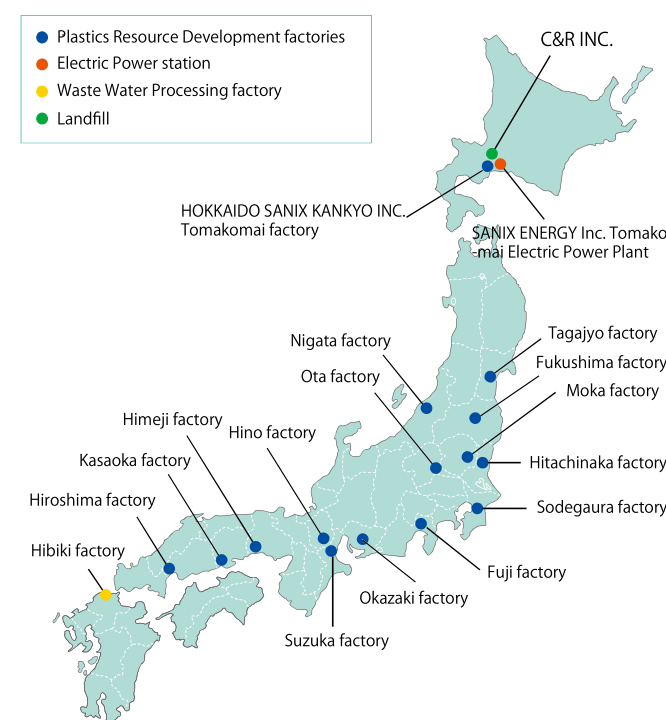 Plastics Resource Development factories
Electric Power station
Waste Water Processing factory
Landfill
C&R INC.
HOKKAIDO SANIX KANKYO INC.
Tomakomai factory
SANIX ENERGY Inc. Tomako
-mai Electric Power Plant
Nigata factory
Tagajyo factory
Ota factory
Fukushima factory
Moka factory
Himeji factory
Hino factory
Kasaoka factory
Hitachinaka factory
Hiroshima factory
Sodegaura factory
Hibiki factory
Fuji factory
Okazaki factory
Suzuka factory